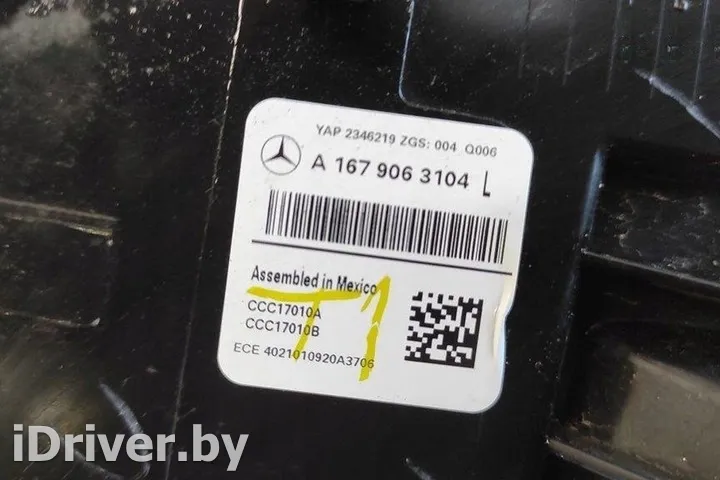 YAP 2346219 ZGS: 004 Q006
A 167 906 3104 L
Assembled in Mexico
CCC17010A
CCC17010B
ECE 4021010920A3706
T1
iDriver.by